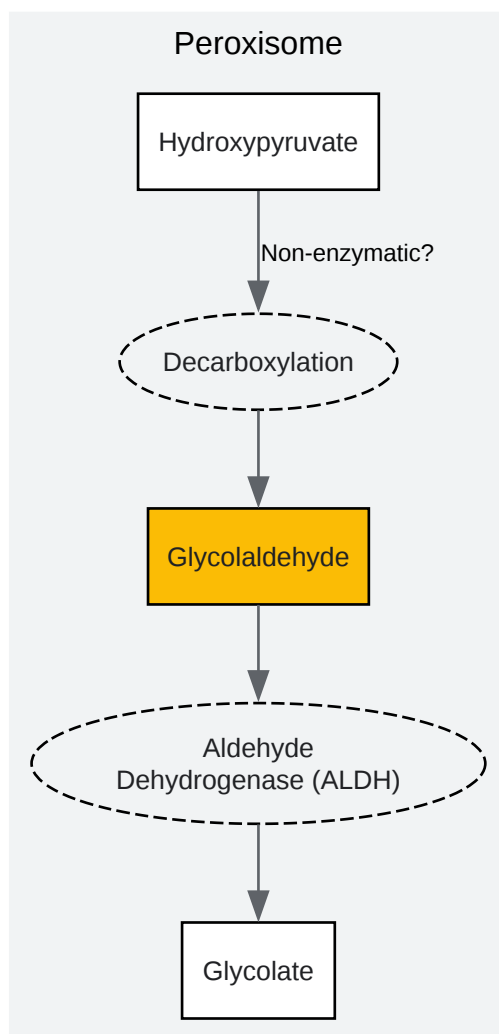 Peroxisome
Hydroxypyruvate
Non-enzymatic?
Decarboxylation
Glycolaldehyde
Aldehyde
Dehydrogenase (ALDH)
Glycolate